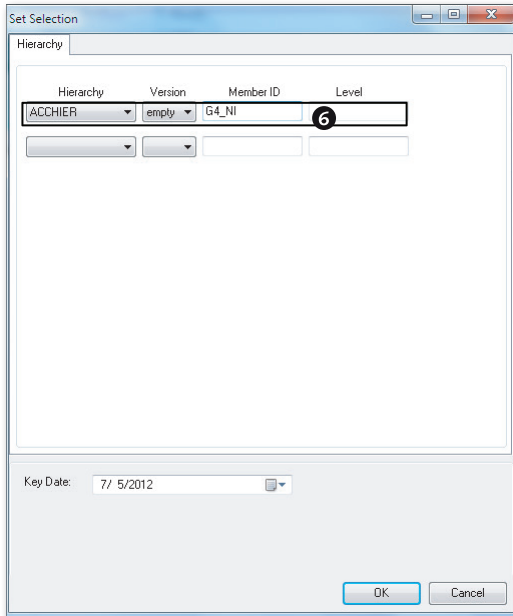 Set Selection
Hierarchy
Hierarchy Version Member ID Level
ACCHIER empty G4_NI 6
Key Date: 7/ 5/2012
OK Cancel